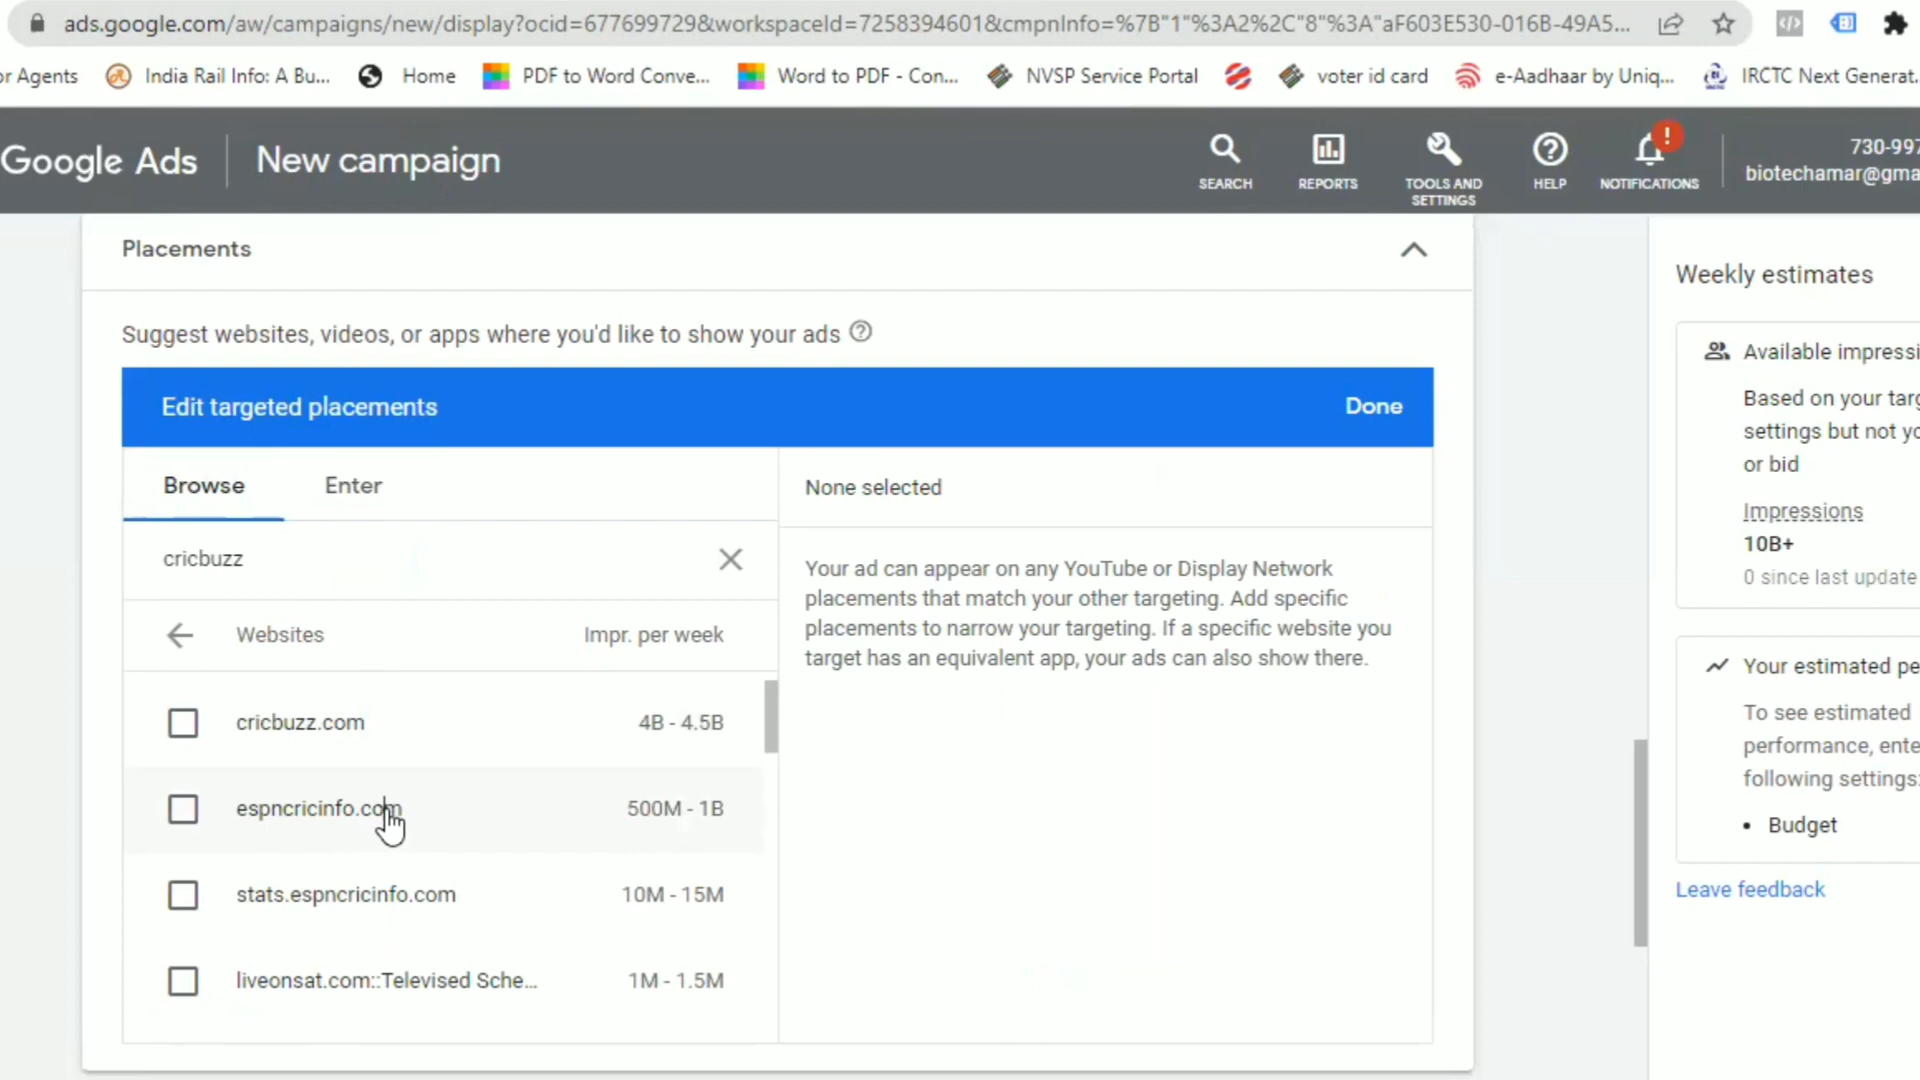 ads.google.com/aw/campaigns/new/display?ocid=677699729&workspaceId=7258394601&cmpnInfo=%7B"1"%3A2%2C"8"%3A"aF603E530-016B-49A5...
or Agents India Rail Info: A Bu... Home PDF to Word Conve... Word to PDF - Con... NVSP Service Portal voter id card e-Aadhaar by Uniq... IRCTC Next Generat...
Google Ads New campaign
SEARCH REPORTS TOOLS AND SETTINGS HELP NOTIFICATIONS
730-997
biotechamar@gma
Placements
Suggest websites, videos, or apps where you'd like to show your ads
Edit targeted placements Done
Browse Enter
None selected
cricbuzz
Websites Impr. per week
cricbuzz.com 4B - 4.5B
espncricinfo.com 500M - 1B
stats.espncricinfo.com 10M - 15M
liveonsat.com::Televised Sche... 1M - 1.5M
Your ad can appear on any YouTube or Display Network
placements that match your other targeting. Add specific
placements to narrow your targeting. If a specific website you
target has an equivalent app, your ads can also show there.
Weekly estimates
Available impressi
Based on your targ
settings but not yo
or bid
Impressions
10B+
0 since last update
Your estimated pe
To see estimated
performance, ente
following settings:
• Budget
Leave feedback